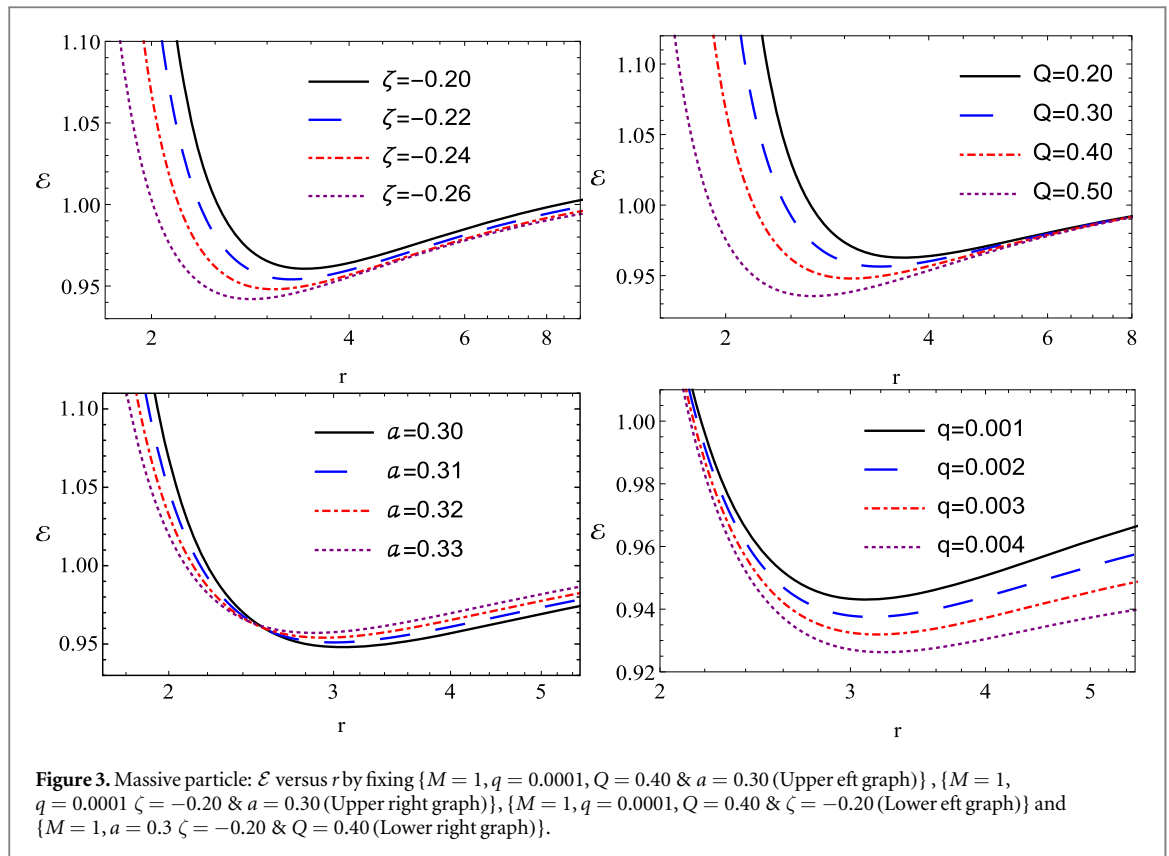 1.10
1.05
1.00
0.95
ℰ
2
4
6
8
r
ζ=−0.20
ζ=−0.22
ζ=−0.24
ζ=−0.26
1.10
1.05
1.00
0.95
ℰ
2
4
6
8
r
Q=0.20
Q=0.30
Q=0.40
Q=0.50
1.10
1.05
1.00
0.95
ℰ
2
3
4
5
r
a=0.30
a=0.31
a=0.32
a=0.33
1.00
0.98
0.96
0.94
0.92
ℰ
2
3
4
5
r
q=0.001
q=0.002
q=0.003
q=0.004
Figure 3. Massive particle: ℰ versus r by fixing {M = 1, q = 0.0001, Q = 0.40 & a = 0.30 (Upper eft graph)} , {M = 1,
q = 0.0001 ζ = −0.20 & a = 0.30 (Upper right graph)}, {M = 1, q = 0.0001, Q = 0.40 & ζ = −0.20 (Lower eft graph)} and
{M = 1, a = 0.3 ζ = −0.20 & Q = 0.40 (Lower right graph)}.